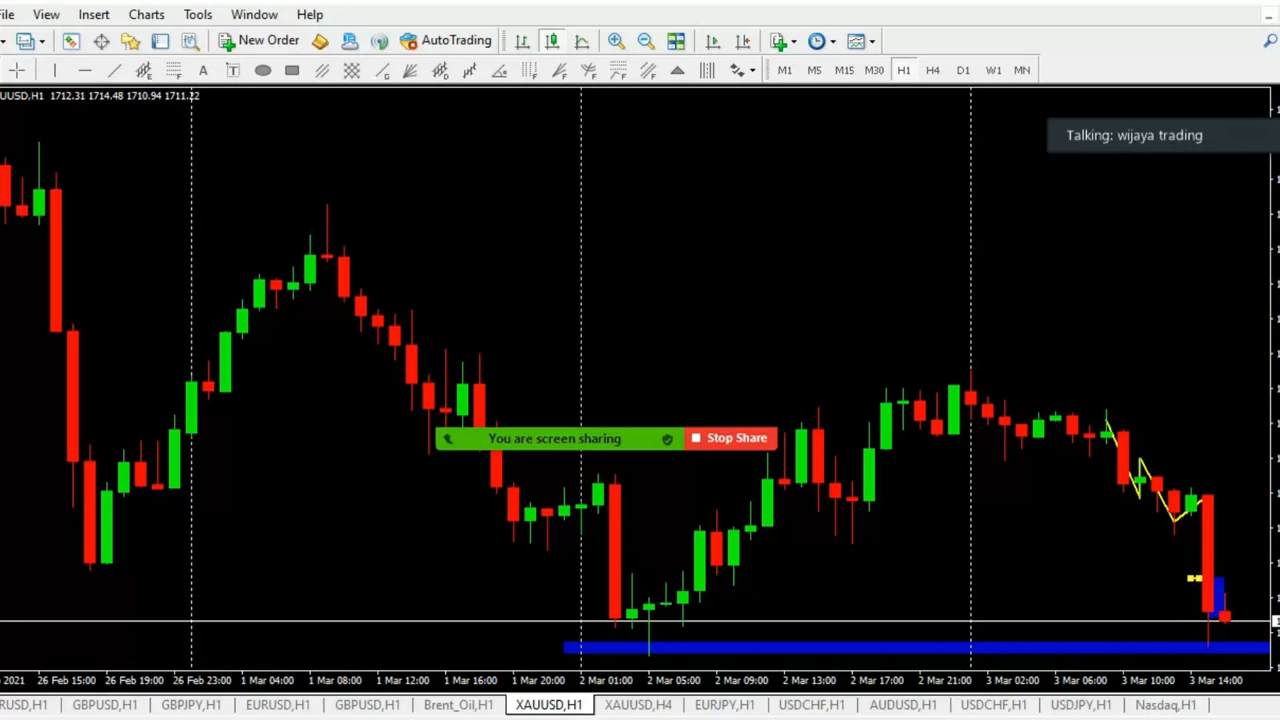 File View Insert Charts Tools Window Help
New Order AutoTrading
A T M1 M5 M15 M30 H1 H4 D1 W1 MN
UUSD,H1 1712.31 1714.48 1710.94 1711.22
Talking: wijaya trading
You are screen sharing Stop Share
2021 26 Feb 15:00 26 Feb 19:00 26 Feb 23:00 1 Mar 04:00 1 Mar 08:00 1 Mar 12:00 1 Mar 16:00 1 Mar 20:00 2 Mar 01:00 2 Mar 05:00 2 Mar 09:00 2 Mar 13:00 2 Mar 17:00 2 Mar 21:00 3 Mar 02:00 3 Mar 06:00 3 Mar 10:00 3 Mar 14:00
RUSD,H1 GBPUSD,H1 GBPJPY,H1 EURUSD,H1 GBPUSD,H1 Brent_Oil,H1 XAUUSD,H1 XAUUSD,H4 EURJPY,H1 USDCHF,H1 AUDUSD,H1 USDCHF,H1 USDJPY,H1 Nasdaq,H1